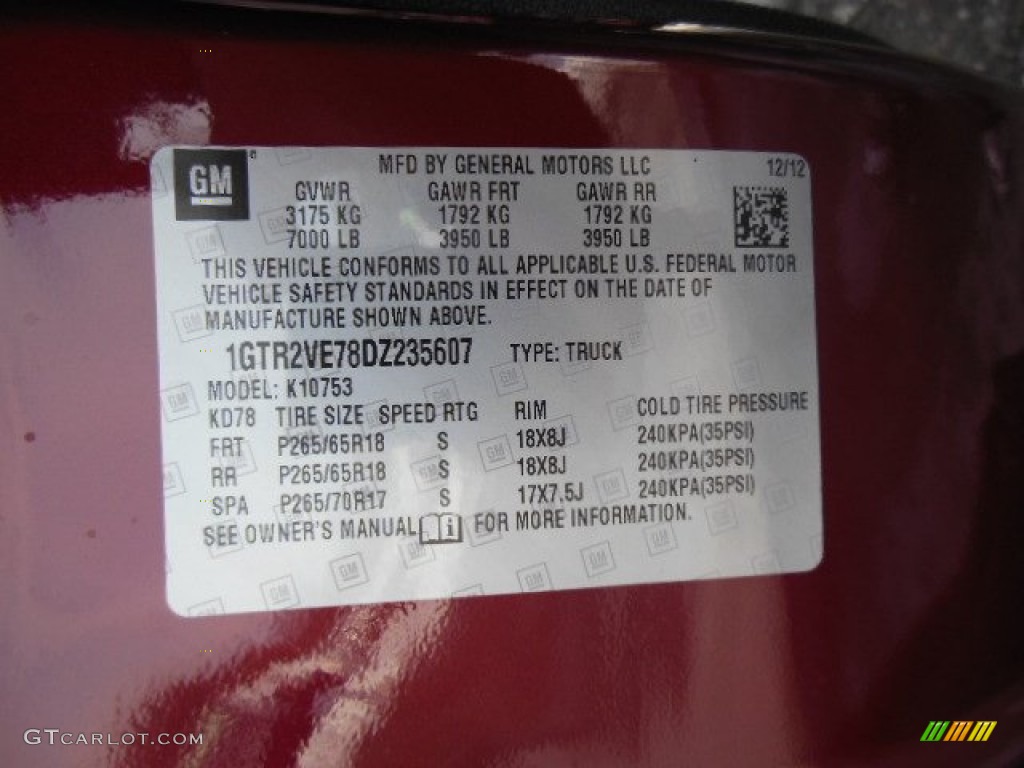 GM
MFD BY GENERAL MOTORS LLC 12/12
GVWR GAWR FRT GAWR RR
3175 KG 1792 KG 1792 KG
7000 LB 3950 LB 3950 LB
THIS VEHICLE CONFORMS TO ALL APPLICABLE U.S. FEDERAL MOTOR
VEHICLE SAFETY STANDARDS IN EFFECT ON THE DATE OF
MANUFACTURE SHOWN ABOVE.
1GTR2VE78DZ235607 TYPE: TRUCK
MODEL: K10753
KD78 TIRE SIZE SPEED RTG RIM COLD TIRE PRESSURE
FRT P265/65R18 S 18X8J 240KPA(35PSI)
RR P265/65R18 S 18X8J 240KPA(35PSI)
SPA P265/70R17 S 17X7.5J 240KPA(35PSI)
SEE OWNER'S MANUAL i FOR MORE INFORMATION.
GTCARLOT.COM